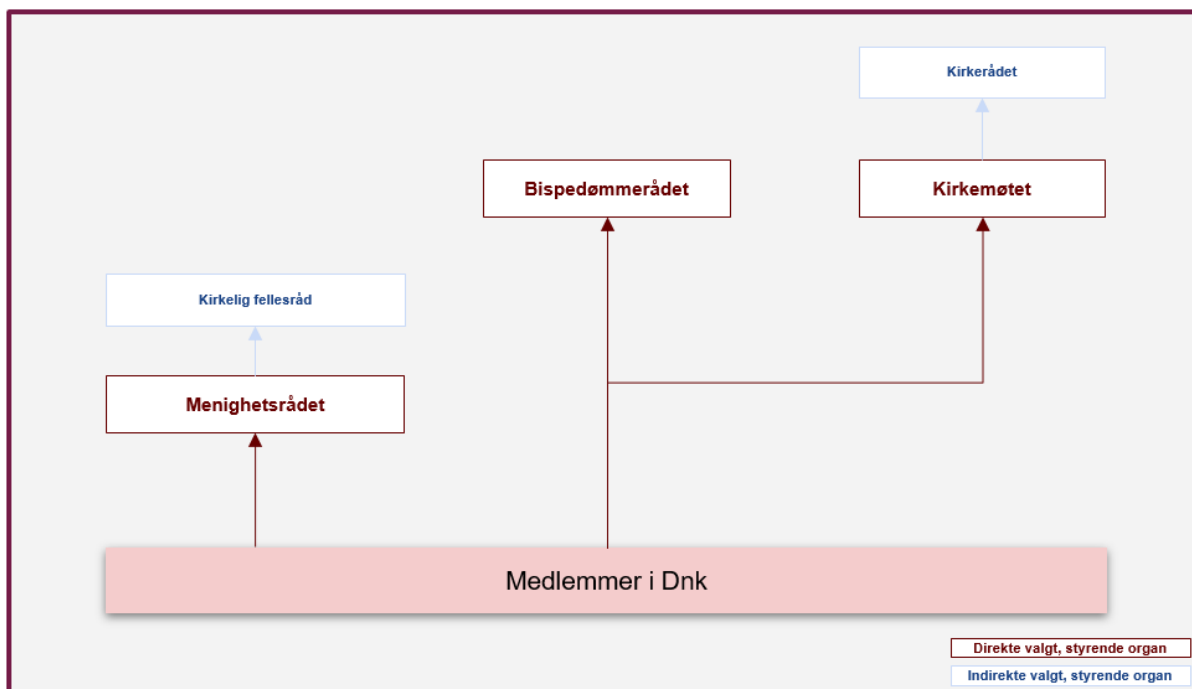 Kirkerådet
Bispedømmerådet
Kirkemøtet
Kirkelig fellesråd
Menighetsrådet
Medlemmer i Dnk
Direkte valgt, styrende organ
Indirekte valgt, styrende organ